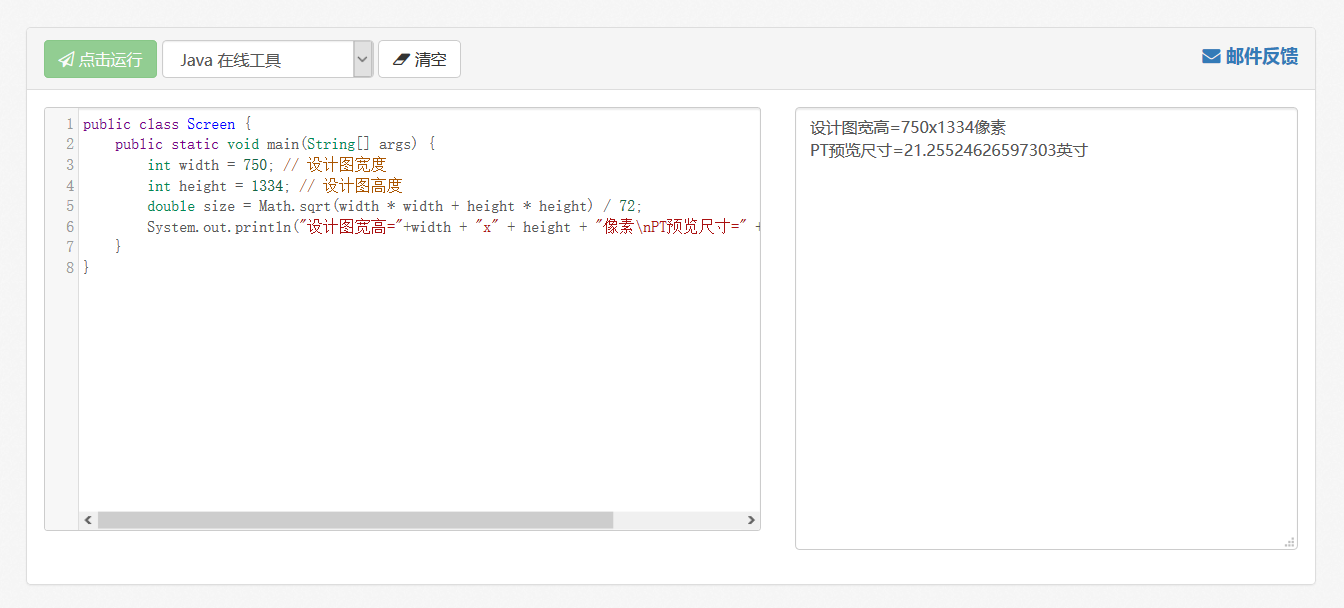 点击运行 Java 在线工具 清空 邮件反馈
1 public class Screen {
2     public static void main(String[] args) {
3         int width = 750; // 设计图宽度
4         int height = 1334; // 设计图高度
5         double size = Math.sqrt(width * width + height * height) / 72;
6         System.out.println("设计图宽高="+width + "x" + height + "像素\nPT预览尺寸=" +
7     }
8 }
设计图宽高=750x1334像素
PT预览尺寸=21.25524626597303英寸